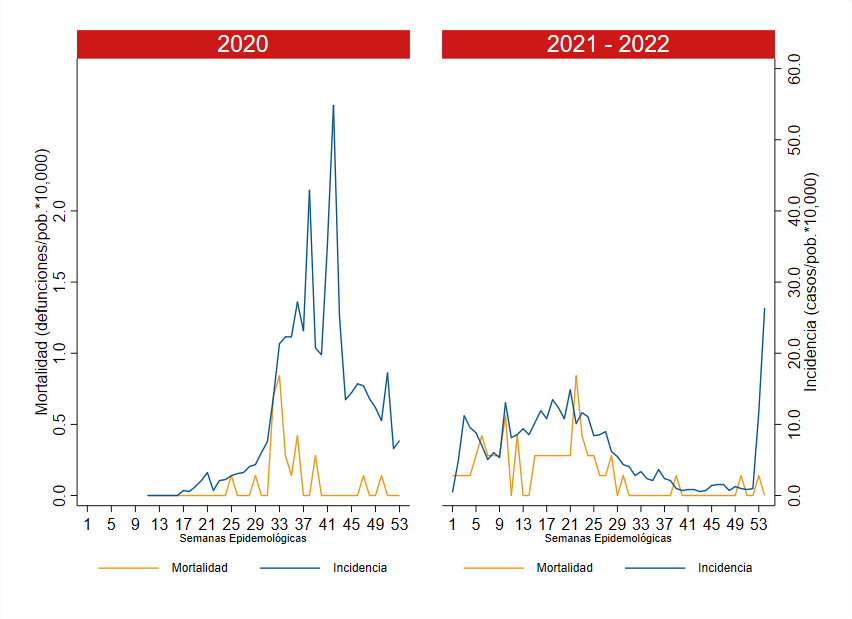 2020
2021 - 2022
Mortalidad (defunciones/pob.*10,000)
0.0 0.5 1.0 1.5 2.0
1 5 9 13 17 21 25 29 33 37 41 45 49 53
Semanas Epidemológicas
Mortalidad Incidencia
1 5 9 13 17 21 25 29 33 37 41 45 49 53
Semanas Epidemológicas
Mortalidad Incidencia
0.0 10.0 20.0 30.0 40.0 50.0 60.0
Incidencia (casos/pob.*10,000)